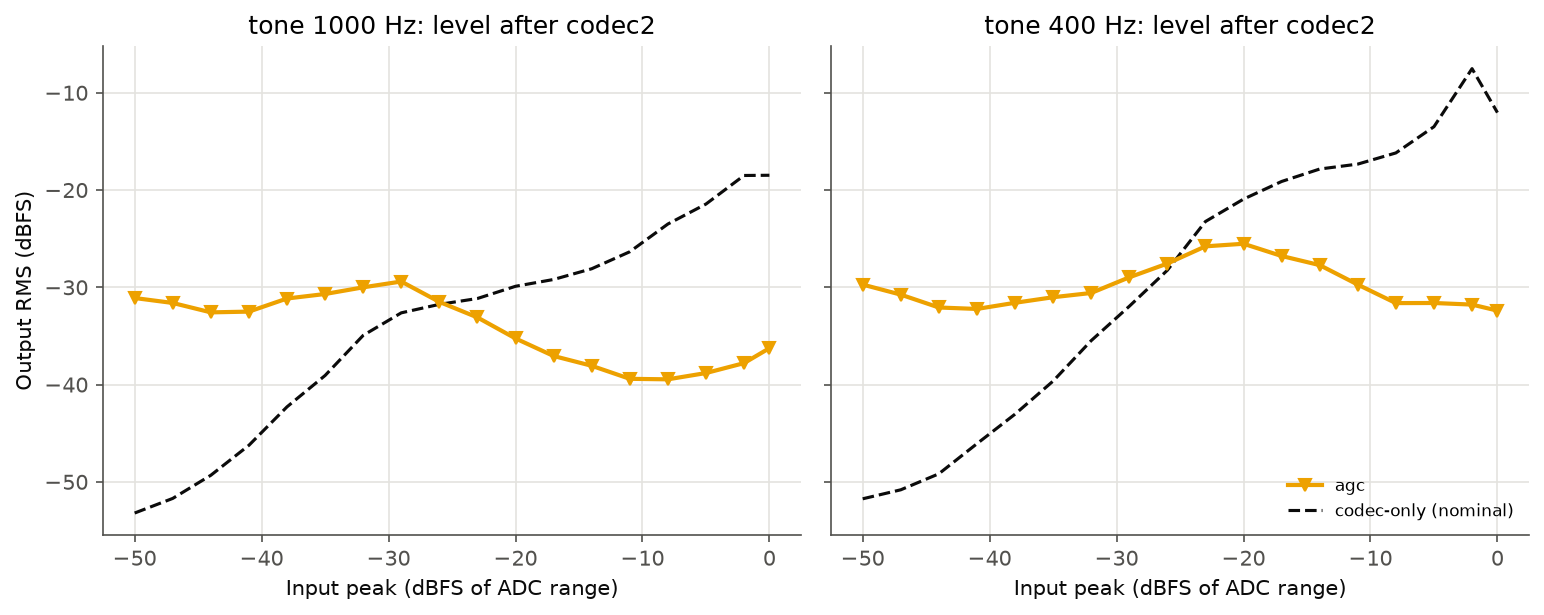 tone 1000 Hz: level after codec2
tone 400 Hz: level after codec2
Output RMS (dBFS)
−10
−20
−30
−40
−50
−50 −40 −30 −20 −10 0
−50 −40 −30 −20 −10 0
Input peak (dBFS of ADC range)
Input peak (dBFS of ADC range)
agc
codec-only (nominal)